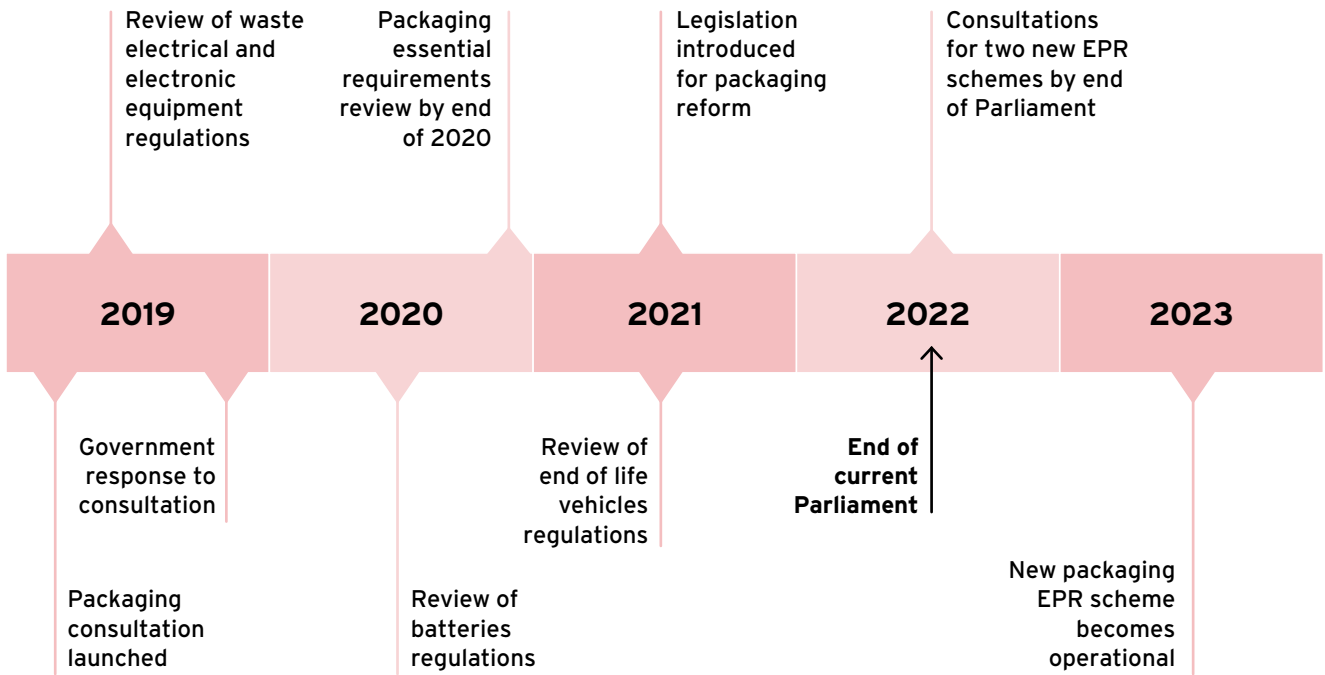 Review of waste
electrical and
electronic
equipment
regulations
Packaging
essential
requirements
review by end
of 2020
Legislation
introduced
for packaging
reform
Consultations
for two new EPR
schemes by end
of Parliament
2019
2020
2021
2022
2023
Government
response to
consultation
Packaging
consultation
launched
Review of
batteries
regulations
Review of
end of life
vehicles
regulations
End of
current
Parliament
New packaging
EPR scheme
becomes
operational